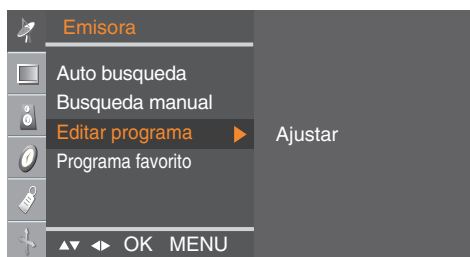 Emisora
Auto busqueda
Busqueda manual
Editar programa
Ajustar
Programa favorito
OK MENU